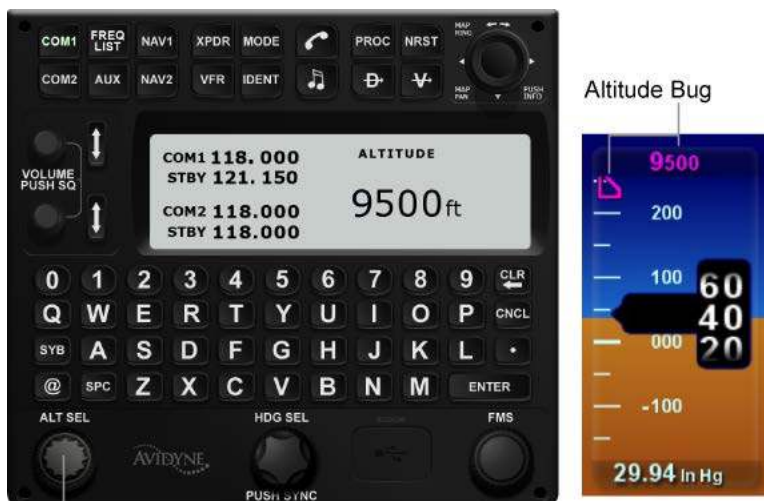 COM1 FREQ LIST NAV1 XPDR MODE PROC NRST MAP RING
COM2 AUX NAV2 VFR IDENT D V MAP PAN PUSH INFO
VOLUME
PUSH SQ
COM1 118.000
STBY 121.150
COM2 118.000
STBY 118.000
ALTITUDE
9500ft
0 1 2 3 4 5 6 7 8 9 CLR
Q W E R T Y U I O P CNCL
SYB A S D F G H J K L .
@ SPC Z X C V B N M ENTER
ALT SEL HDG SEL FMS
AVIDYNE
PUSH SYNC
Altitude Bug
9500
200
100
000
-100
60
40
20
29.94 In Hg